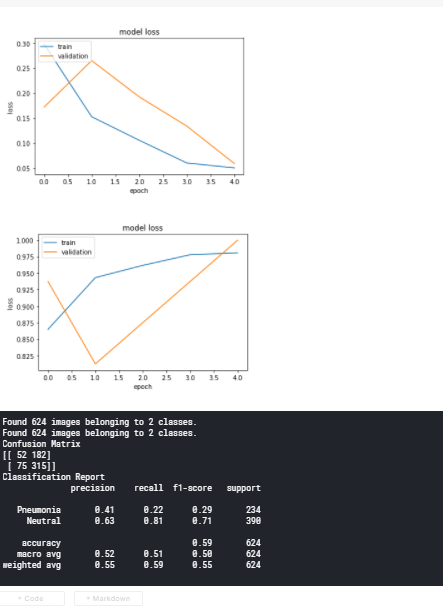 model loss
0.30
0.25
0.20
0.15
0.10
0.05
loss
train
validation
0.0 0.5 1.0 1.5 2.0 2.5 3.0 3.5 4.0
epoch
model loss
1.000
0.975
0.950
0.925
0.900
0.875
0.850
0.825
loss
train
validation
0.0 0.5 1.0 1.5 2.0 2.5 3.0 3.5 4.0
epoch
Found 624 images belonging to 2 classes.
Found 624 images belonging to 2 classes.
Confusion Matrix
[[ 52 182]
[ 75 315]]
Classification Report
precision recall f1-score support
Pneumonia 0.41 0.22 0.29 234
Neutral 0.63 0.81 0.71 390
accuracy 0.59 624
macro avg 0.52 0.51 0.50 624
weighted avg 0.55 0.59 0.55 624
+ Code + Markdown